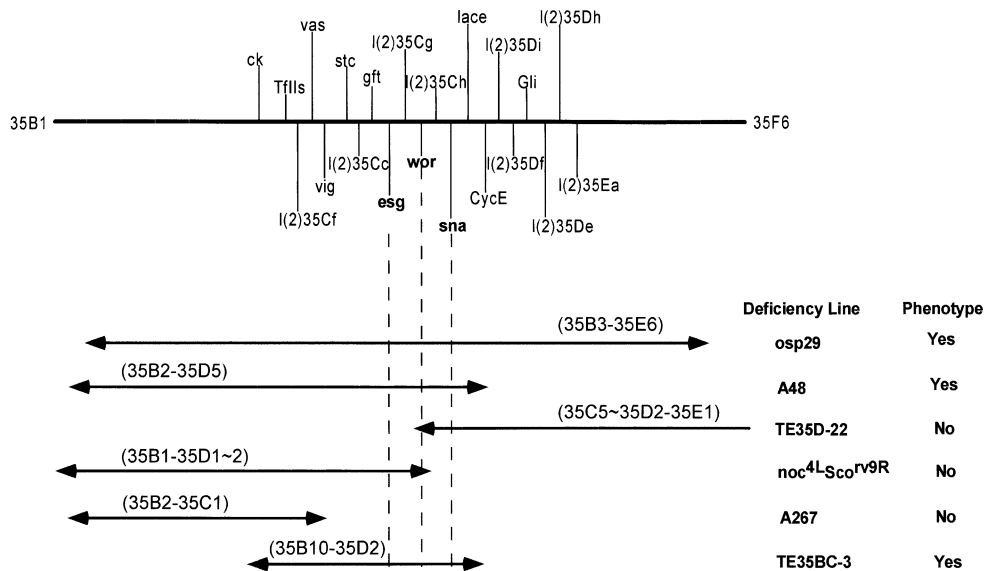 lace
l(2)35Dh
vas
l(2)35Cg
l(2)35Di
ck
stc
TfIIs
gft
l(2)35Ch
Gli
35B1
35F6
l(2)35Cc
wor
l(2)35Df
vig
l(2)35Ea
esg
CycE
l(2)35Cf
sna
l(2)35De
Deficiency Line Phenotype
(35B3-35E6) osp29 Yes
(35B2-35D5) A48 Yes
(35C5~35D2-35E1) TE35D-22 No
(35B1-35D1~2) noc4LScorv9R No
(35B2-35C1) A267 No
(35B10-35D2) TE35BC-3 Yes